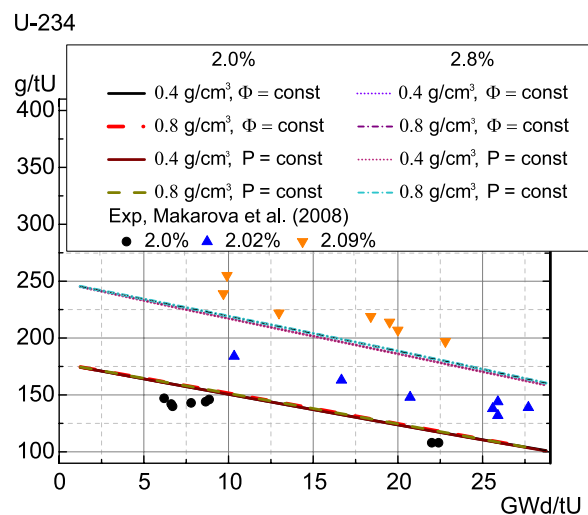 U-234
2.0% 2.8%
g/tU
0.4 g/cm³, Φ = const 0.4 g/cm³, Φ = const
0.8 g/cm³, Φ = const 0.8 g/cm³, Φ = const
0.4 g/cm³, P = const 0.4 g/cm³, P = const
0.8 g/cm³, P = const 0.8 g/cm³, P = const
Exp, Makarova et al. (2008)
2.0% 2.02% 2.09%
400
350
300
250
200
150
100
0 5 10 15 20 25
GWd/tU